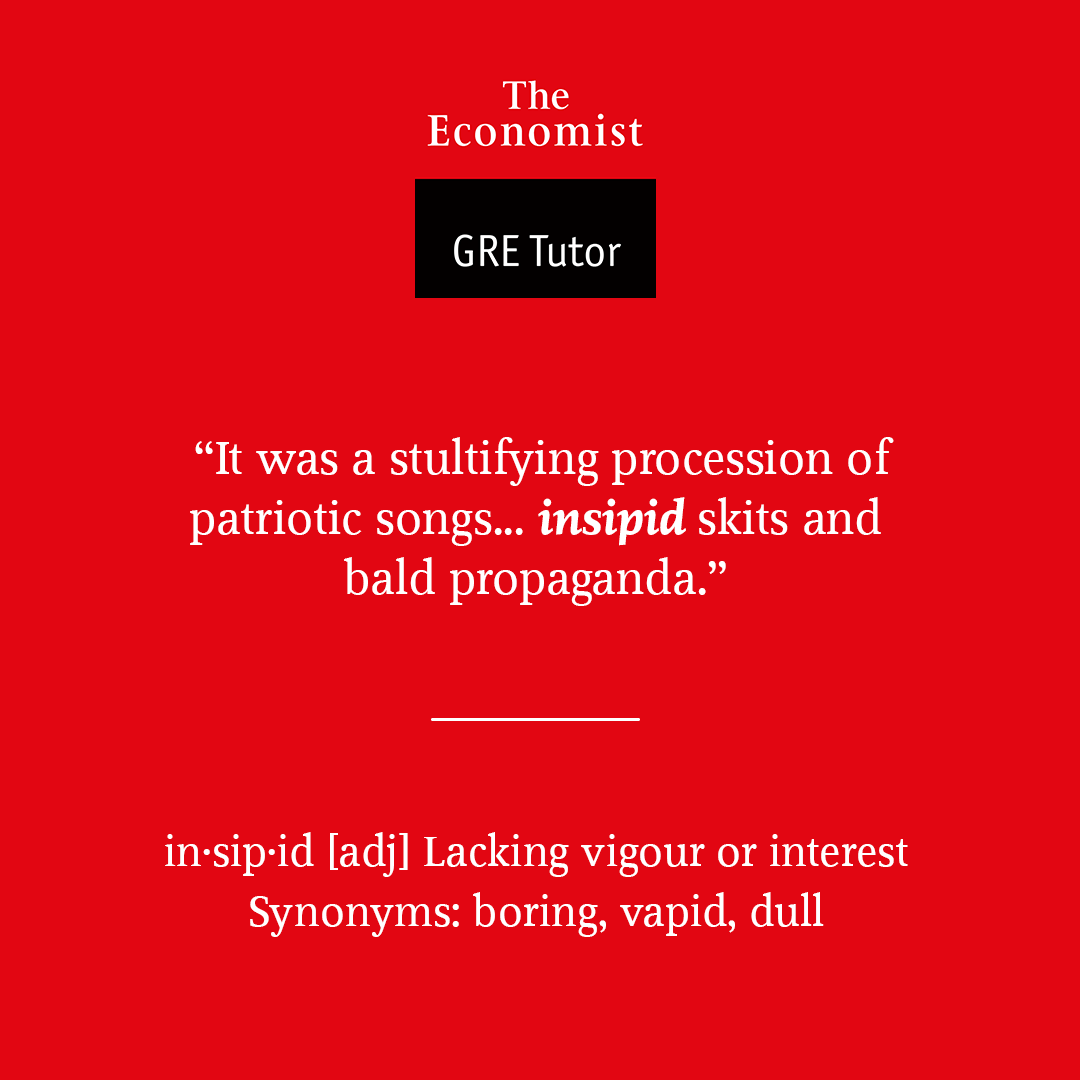 The
Economist
GRE Tutor
“It was a stultifying procession of
patriotic songs... insipid skits and
bald propaganda.”
in·sip·id [adj] Lacking vigour or interest
Synonyms: boring, vapid, dull